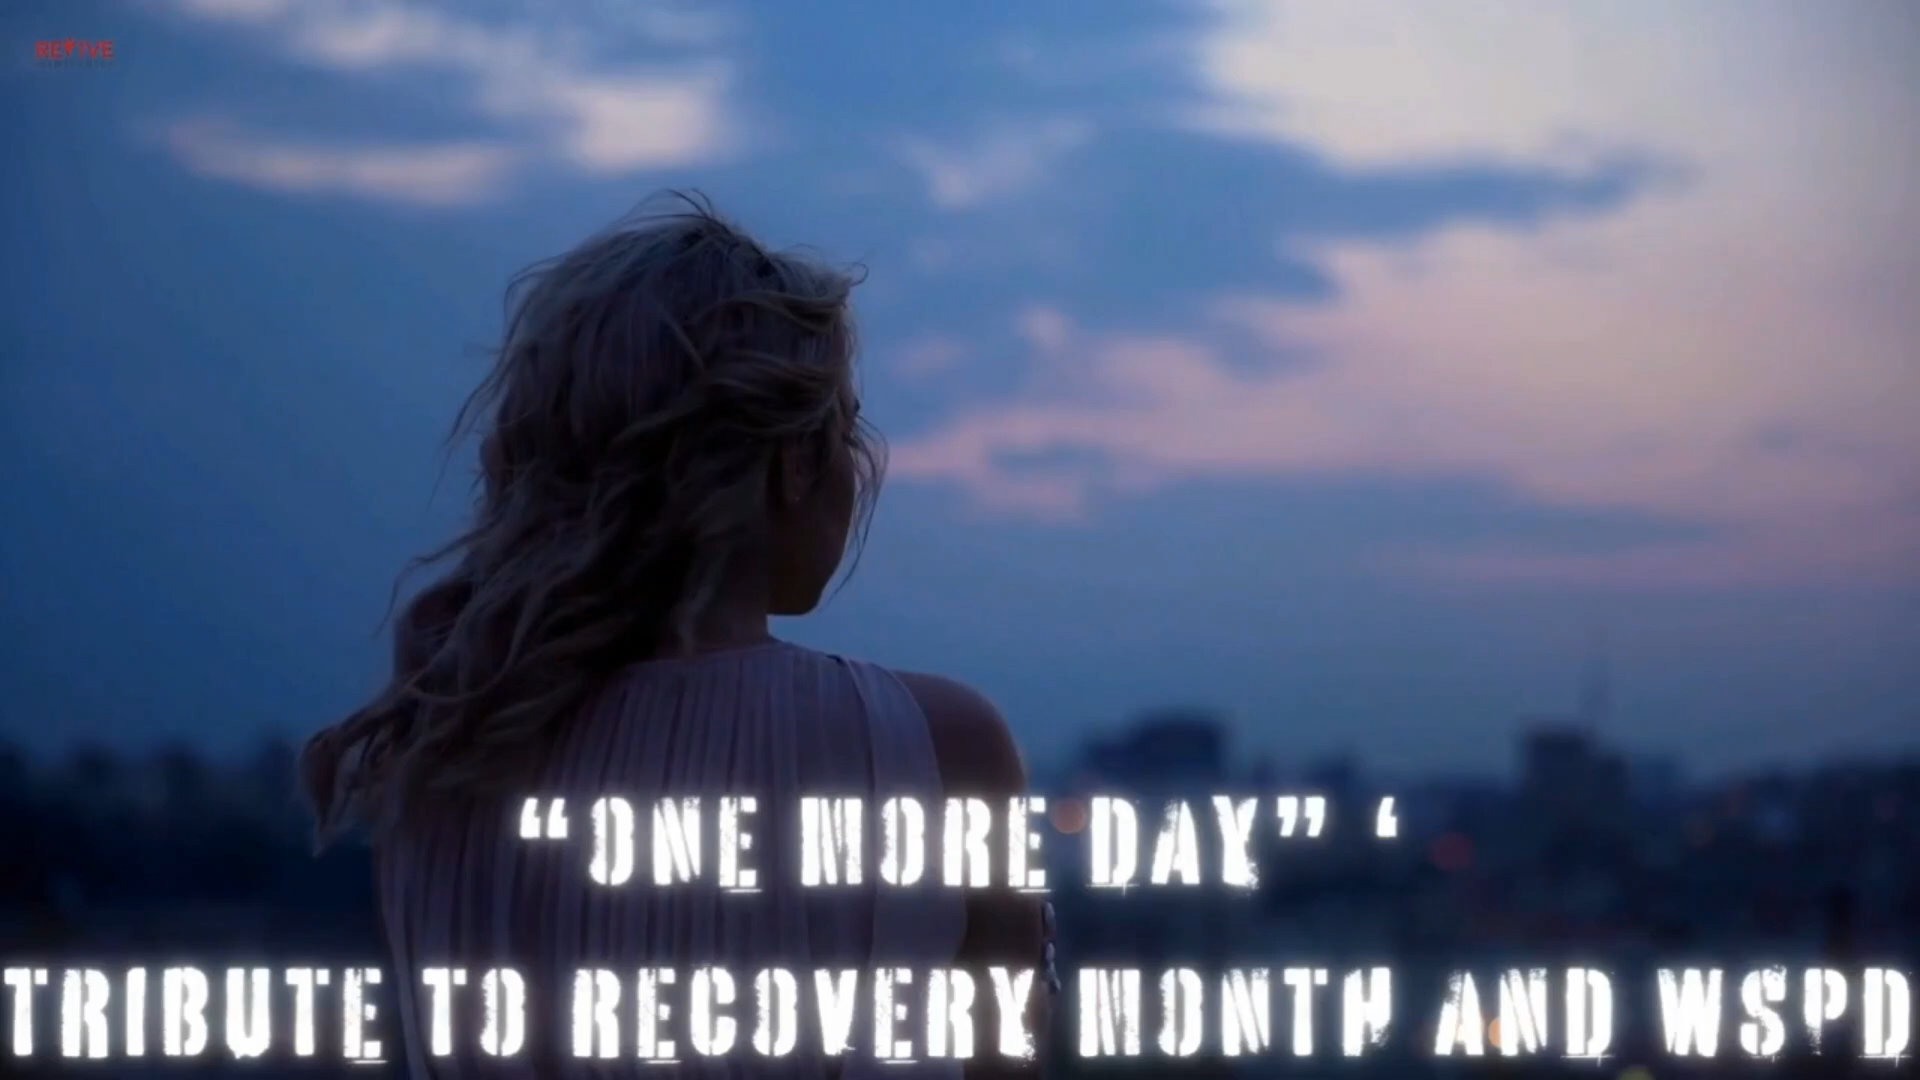 REVIVE
“ONE MORE DAY” ‘
TRIBUTE TO RECOVERY MONTH AND WSPD